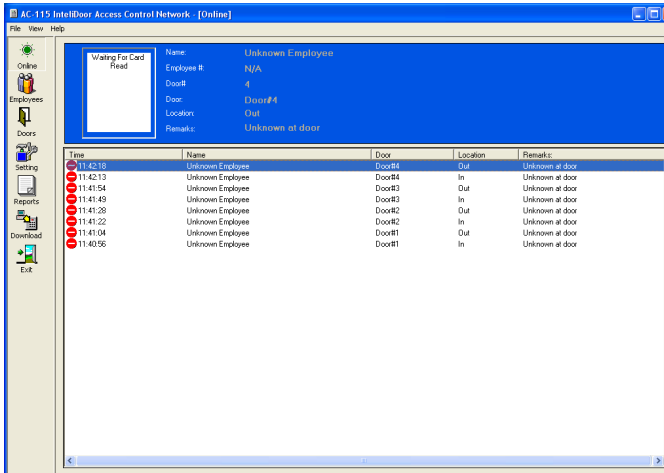 AC-115 InteliDoor Access Control Network - [Online]
File View Help
Online
Employees
Doors
Setting
Reports
Download
Exit
Waiting For Card
Read
Name: Unknown Employee
Employee #: N/A
Door# 4
Door: Door#4
Location: Out
Remarks: Unknown at door
Time Name Door Location Remarks:
11:42:18 Unknown Employee Door#4 Out Unknown at door
11:42:13 Unknown Employee Door#4 In Unknown at door
11:41:54 Unknown Employee Door#3 Out Unknown at door
11:41:49 Unknown Employee Door#3 In Unknown at door
11:41:28 Unknown Employee Door#2 Out Unknown at door
11:41:22 Unknown Employee Door#2 In Unknown at door
11:41:04 Unknown Employee Door#1 Out Unknown at door
11:40:56 Unknown Employee Door#1 In Unknown at door